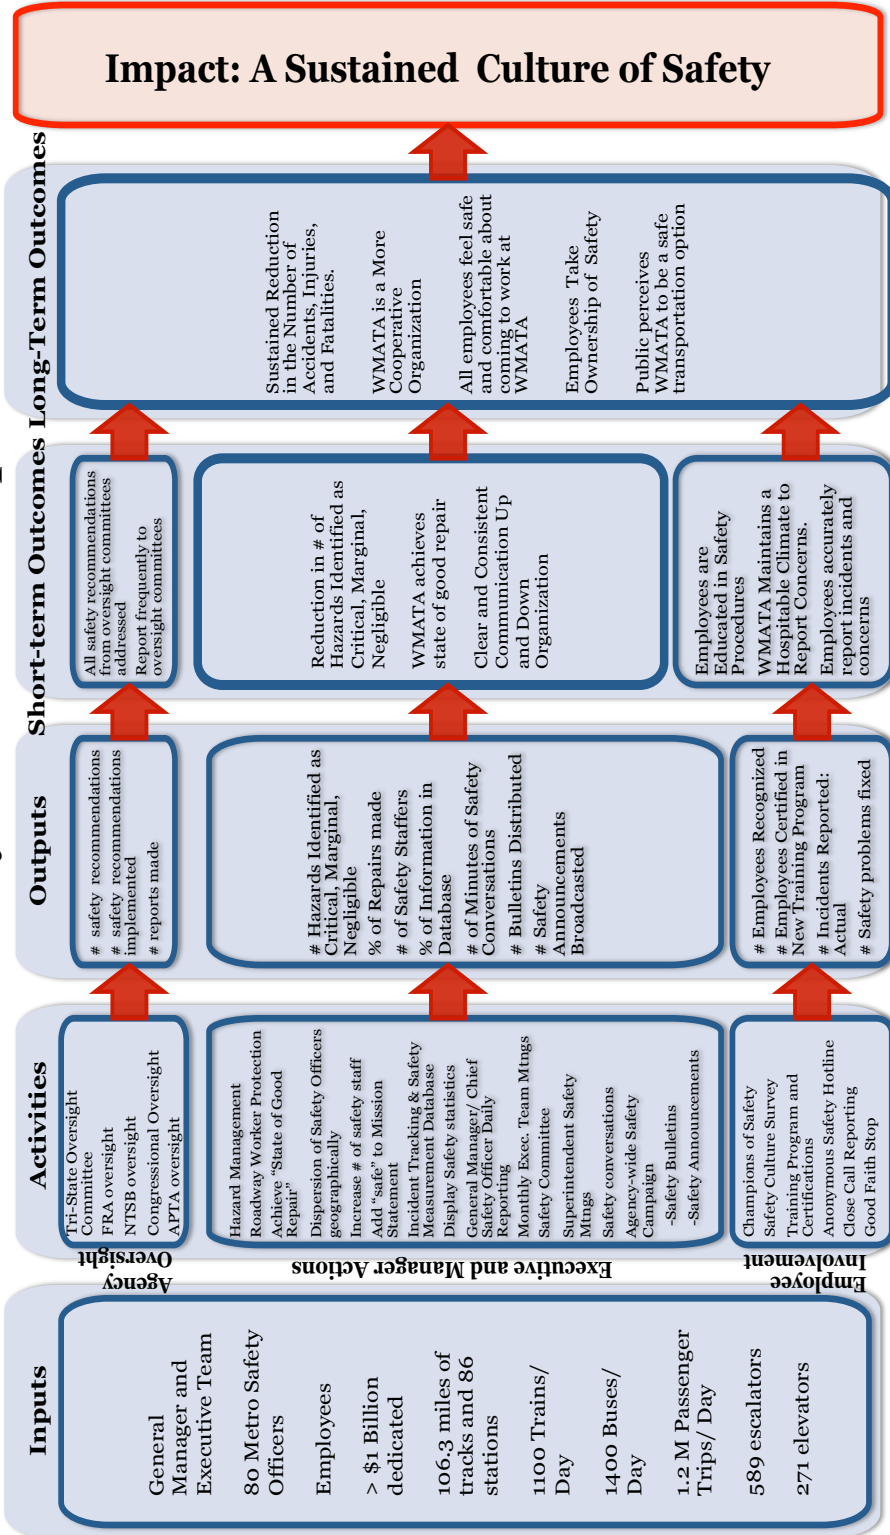 Inputs
General
Manager and
Executive Team
80 Metro Safety
Officers
Employees
> $1 Billion
dedicated
106.3 miles of
tracks and 86
stations
1100 Trains/
Day
1400 Buses/
Day
1.2 M Passenger
Trips/ Day
589 escalators
271 elevators
Activities
Agency
Oversight
Tri-State Oversight
Committee
FRA oversight
NTSB oversight
Congressional Oversight
APTA oversight
Executive and Manager Actions
Hazard Management
Roadway Worker Protection
Achieve “State of Good
Repair”
Dispersion of Safety Officers
geographically
Increase # of safety staff
Add “safe” to Mission
Statement
Incident Tracking & Safety
Measurement Database
Display Safety statistics
General Manager/ Chief
Safety Officer Daily
Reporting
Monthly Exec. Team Mtngs
Safety Committee
Superintendent Safety
Mtngs
Safety conversations
Agency-wide Safety
Campaign
-Safety Bulletins
-Safety Announcements
Employee
Involvement
Champions of Safety
Safety Culture Survey
Training Program and
Certifications
Anonymous Safety Hotline
Close Call Reporting
Good Faith Stop
Outputs
# safety recommendations
# safety recommendations
implemented
# reports made
# Hazards Identified as
Critical, Marginal,
Negligible
% of Repairs made
# of Safety Staffers
% of Information in
Database
# of Minutes of Safety
Conversations
# Bulletins Distributed
# Safety
Announcements
Broadcasted
# Employees Recognized
# Employees Certified in
New Training Program
# Incidents Reported:
Actual
# Safety problems fixed
Short-term Outcomes
All safety recommendations
from oversight committees
addressed
Report frequently to
oversight committees
Reduction in # of
Hazards Identified as
Critical, Marginal,
Negligible
WMATA achieves
state of good repair
Clear and Consistent
Communication Up
and Down
Organization
Employees are
Educated in Safety
Procedures
WMATA Maintains a
Hospitable Climate to
Report Concerns.
Employees accurately
report incidents and
concerns
Long-Term Outcomes
Sustained Reduction
in the Number of
Accidents, Injuries,
and Fatalities.
WMATA is a More
Cooperative
Organization
All employees feel safe
and comfortable about
coming to work at
WMATA
Employees Take
Ownership of Safety
Public perceives
WMATA to be a safe
transportation option
Impact: A Sustained Culture of Safety